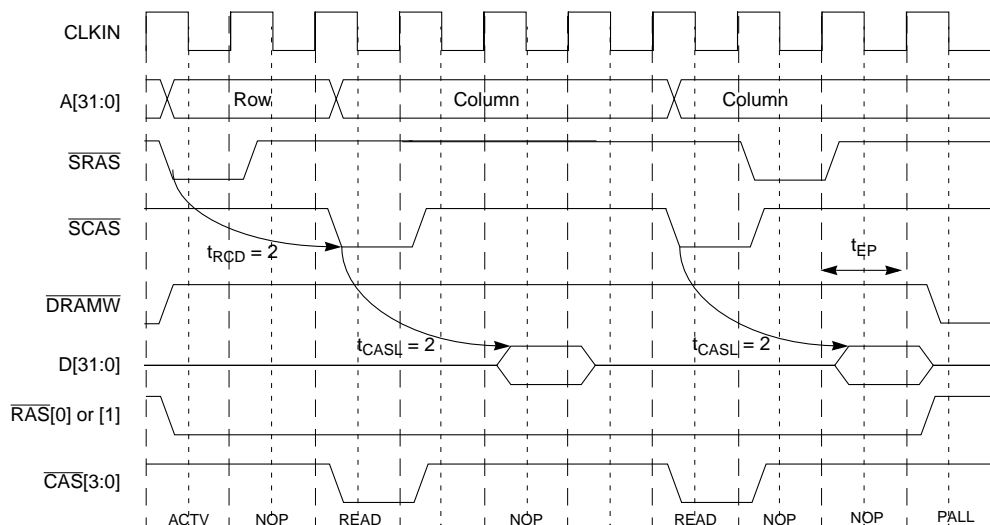 CLKIN
A[31:0]
Row
Column
Column
SRAS
SCAS
tRCD = 2
tEP
DRAMW
tCASL = 2
tCASL = 2
D[31:0]
RAS[0] or [1]
CAS[3:0]
ACTV
NOP
READ
NOP
READ
NOP
NOP
PALL